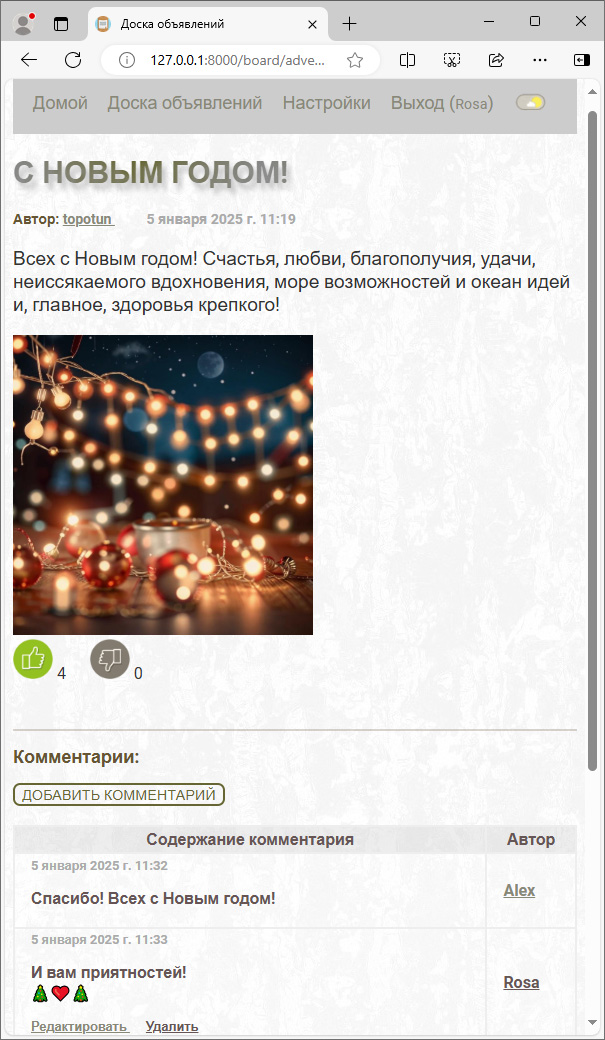 Доска объявлений
127.0.0.1:8000/board/adve...
Домой Доска объявлений Настройки Выход (Rosa)
С НОВЫМ ГОДОМ!
Автор: topotun 5 января 2025 г. 11:19
Всех с Новым годом! Счастья, любви, благополучия, удачи,
неиссякаемого вдохновения, море возможностей и океан идей
и, главное, здоровья крепкого!
4 0
Комментарии:
ДОБАВИТЬ КОММЕНТАРИЙ
Содержание комментария Автор
5 января 2025 г. 11:32
Спасибо! Всех с Новым годом!
Alex
5 января 2025 г. 11:33
И вам приятностей!
🎄❤️🎄
Rosa
Редактировать Удалить